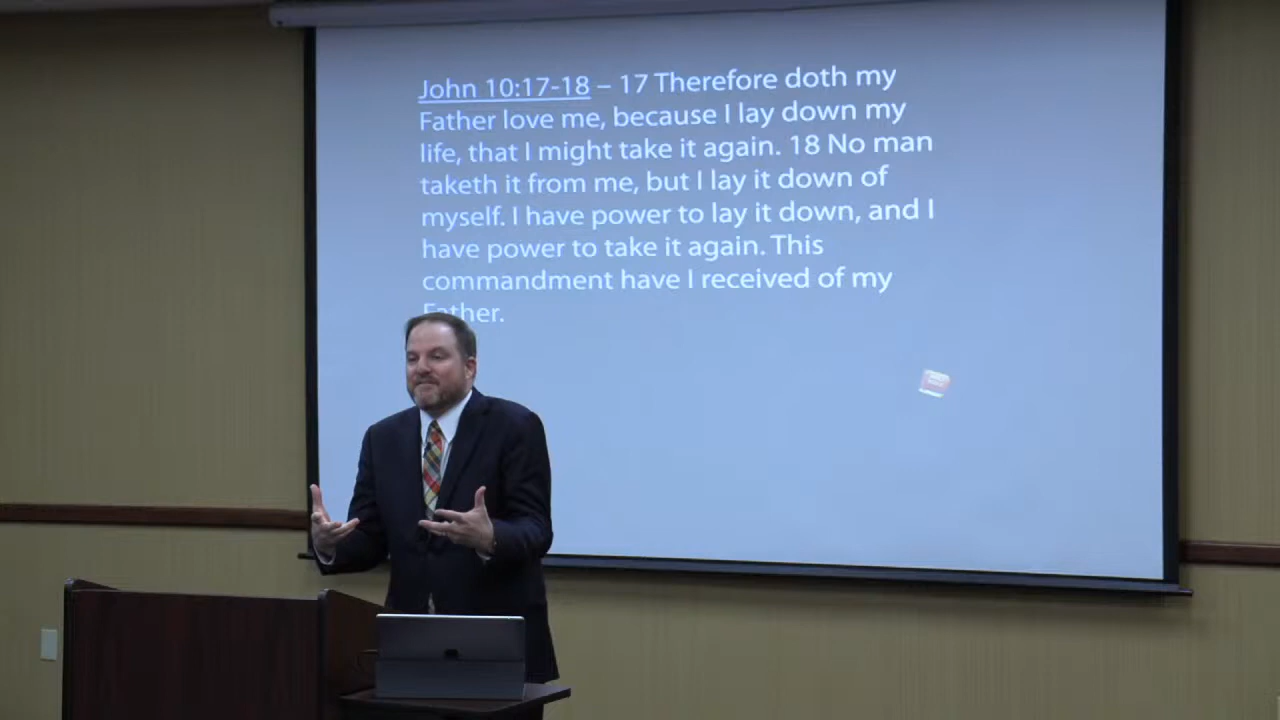 John 10:17-18 – 17 Therefore doth my
Father love me, because I lay down my
life, that I might take it again. 18 No man
taketh it from me, but I lay it down of
myself. I have power to lay it down, and I
have power to take it again. This
commandment have I received of my
Father.